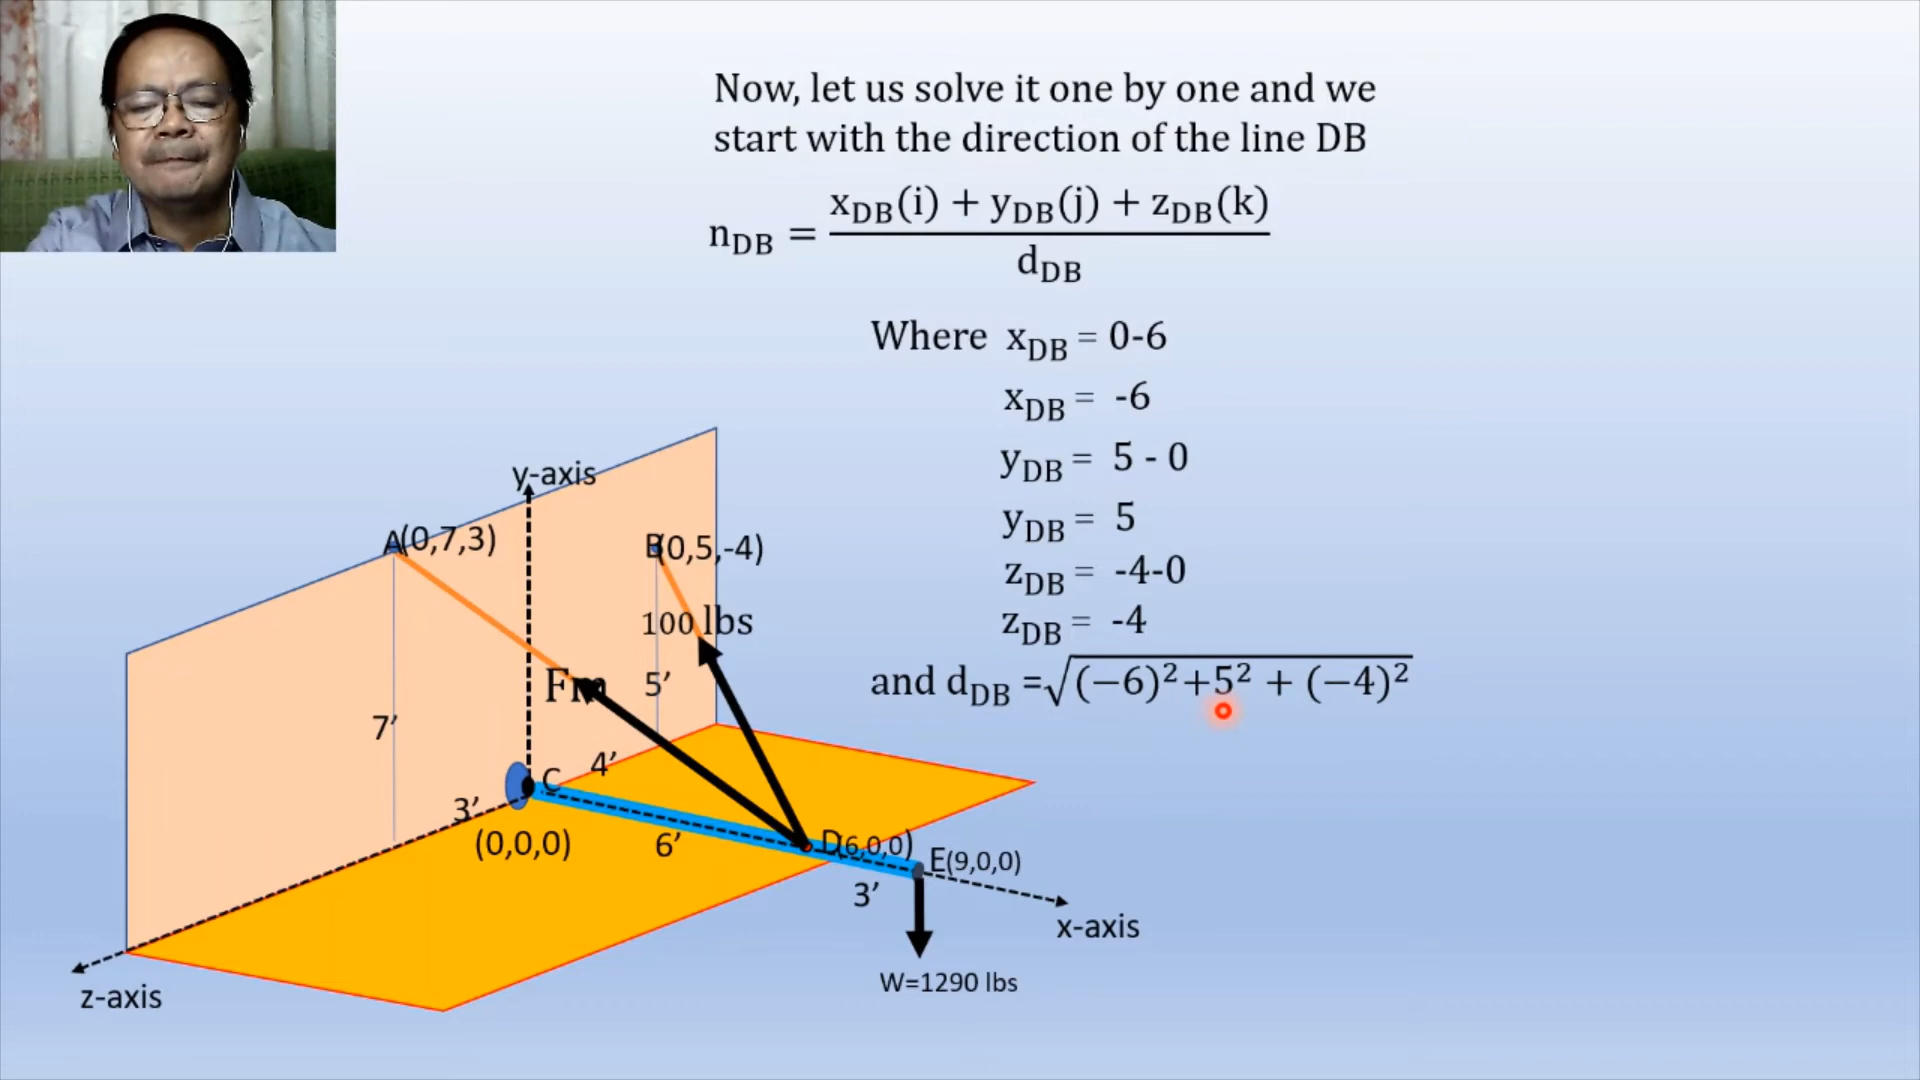 Now, let us solve it one by one and we
start with the direction of the line DB
n_DB = (x_DB(i) + y_DB(j) + z_DB(k)) / d_DB
Where x_DB = 0-6
x_DB = -6
y_DB = 5 - 0
y_DB = 5
z_DB = -4-0
z_DB = -4
and d_DB =√((−6)²+5² + (−4)²)
y-axis
A(0,7,3)
B(0,5,-4)
100 lbs
Fm
5’
7’
4’
C
3’
(0,0,0)
6’
D(6,0,0)
E(9,0,0)
3’
x-axis
z-axis
W=1290 lbs